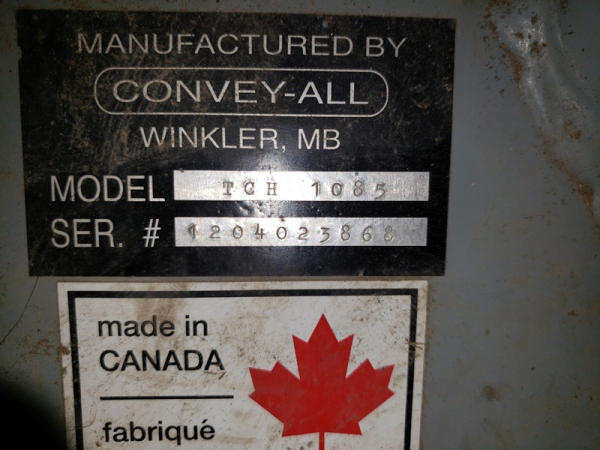 MANUFACTURED BY
CONVEY-ALL
WINKLER, MB
MODEL TCH 1085
SER. # 1204023868
made in
CANADA
fabriqué